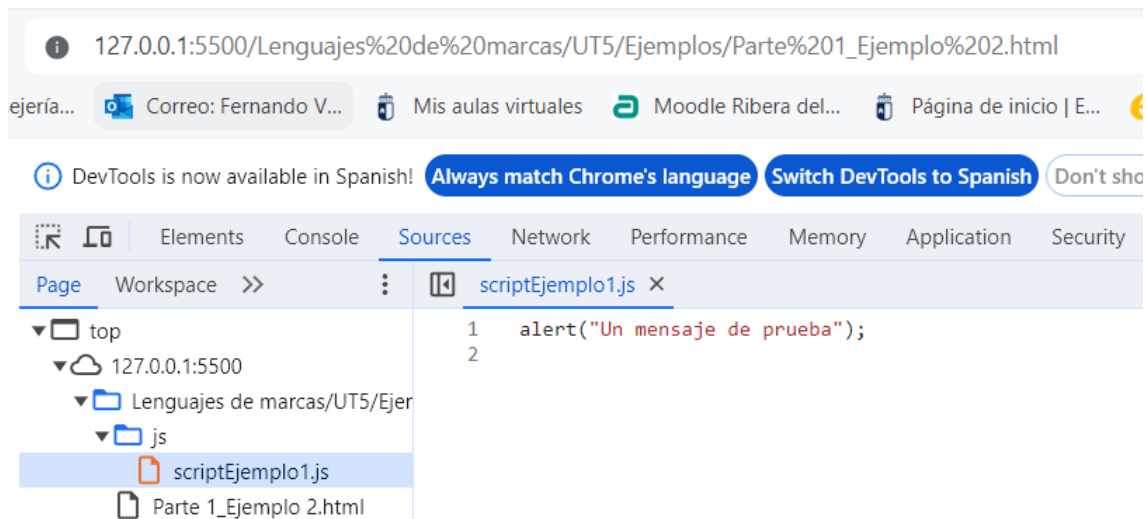 127.0.0.1:5500/Lenguajes%20de%20marcas/UT5/Ejemplos/Parte%201_Ejemplo%202.html
ejería... Correo: Fernando V... Mis aulas virtuales Moodle Ribera del... Página de inicio | E...
DevTools is now available in Spanish! Always match Chrome's language Switch DevTools to Spanish Don't sho
Elements Console Sources Network Performance Memory Application Security
Page Workspace scriptEjemplo1.js
top
1 alert("Un mensaje de prueba");
2
127.0.0.1:5500
Lenguajes de marcas/UT5/Ejer
js
scriptEjemplo1.js
Parte 1_Ejemplo 2.html